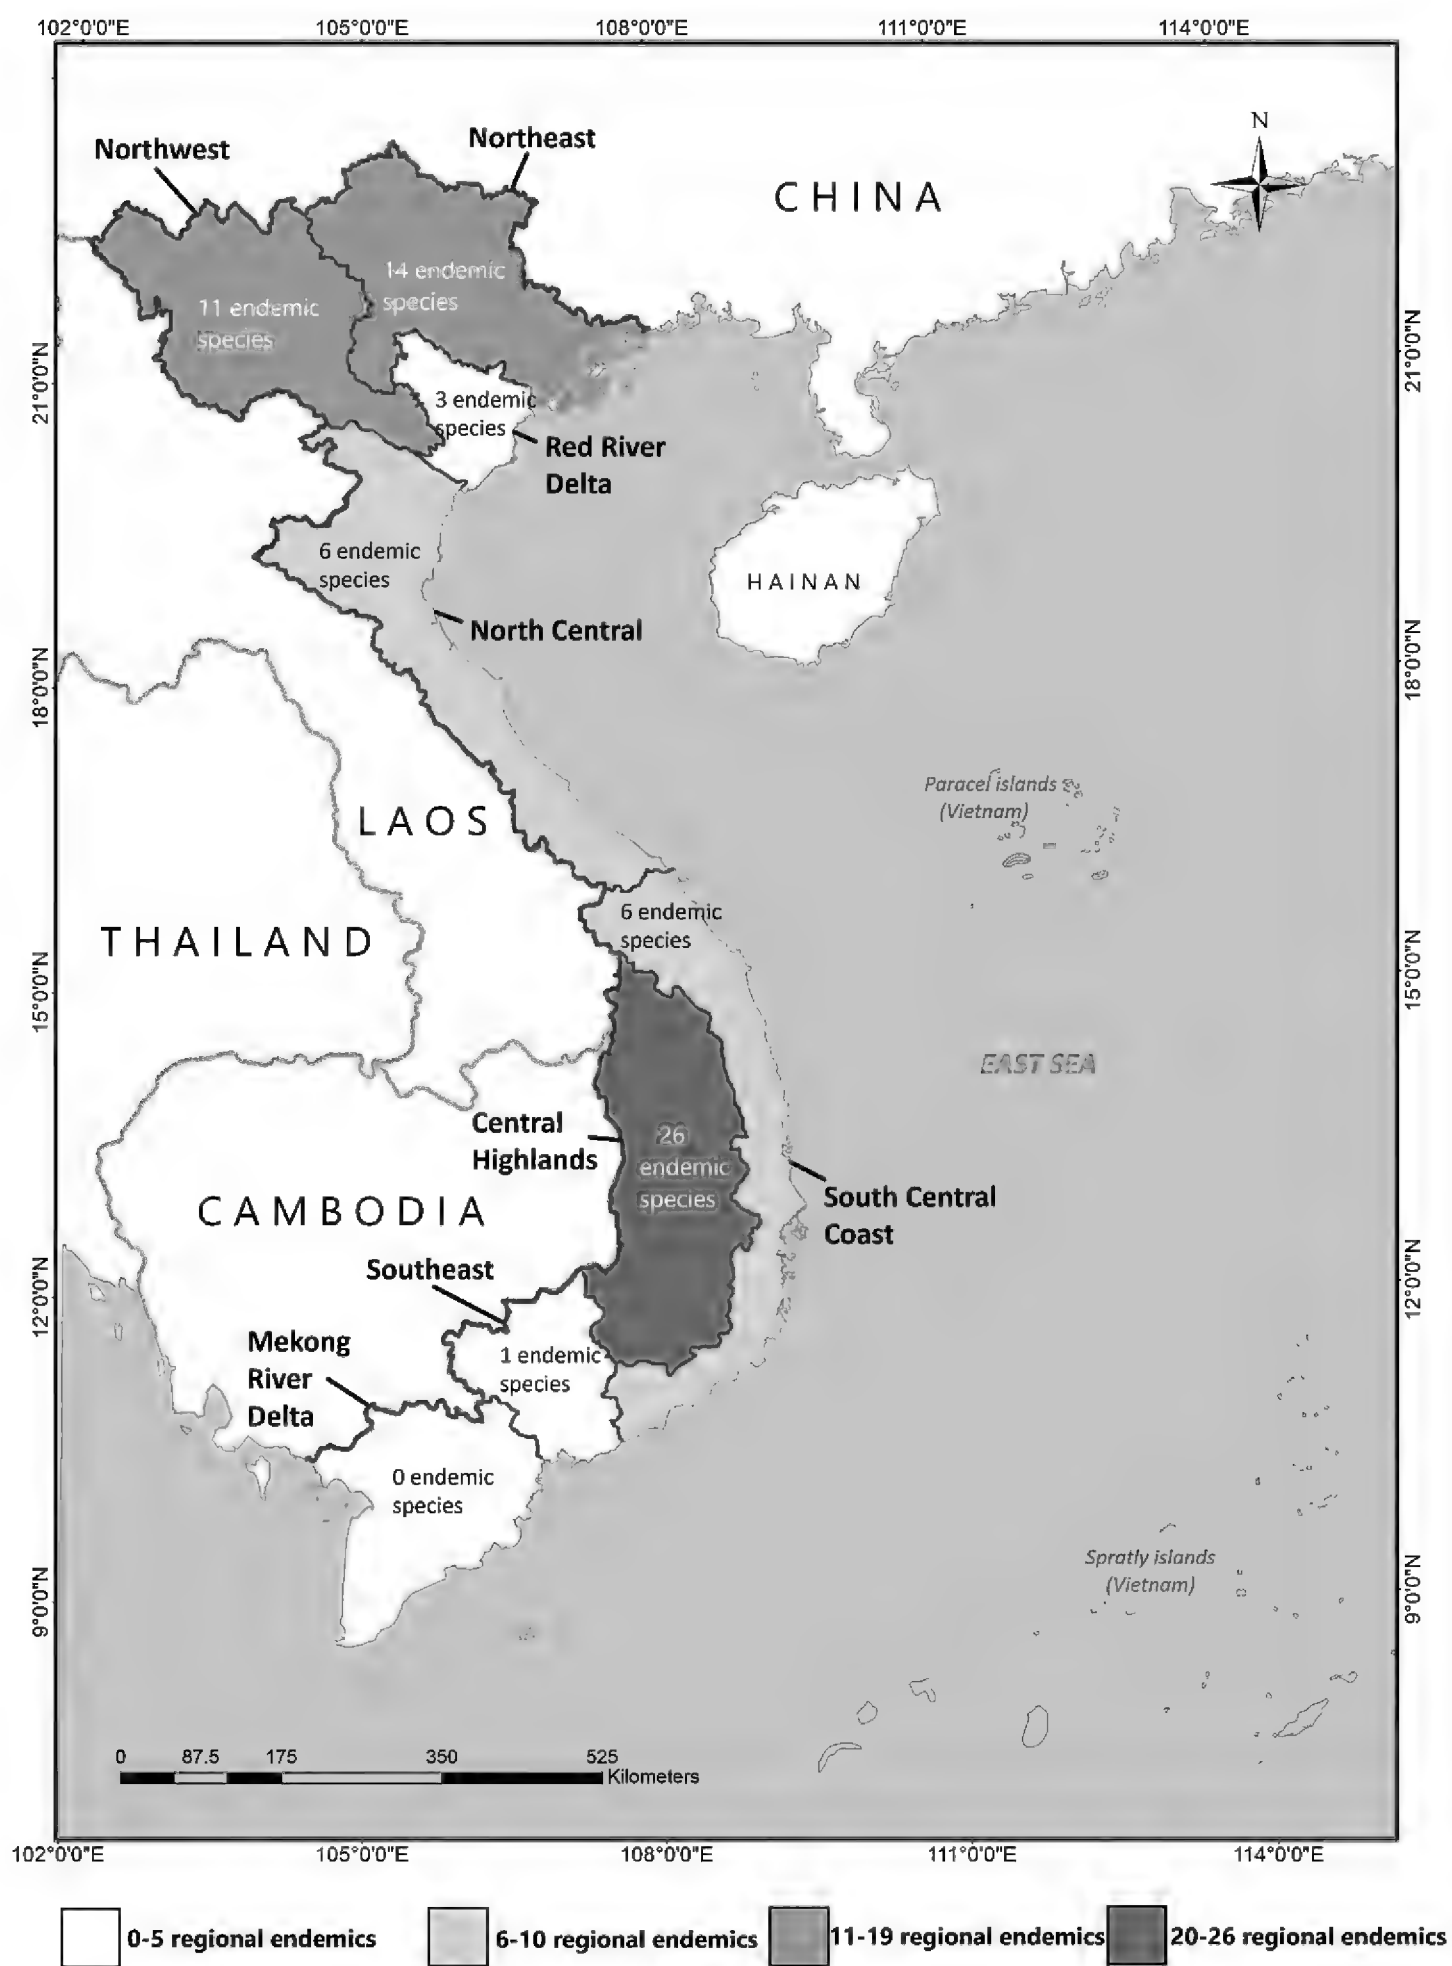 102°0'0"E 105°0'0"E 108°0'0"E 111°0'0"E 114°0'0"E
N
Northwest
Northeast
CHINA
14 endemic
species
11 endemic
species
21°0'0"N
21°0'0"N
3 endemic
species
Red River
Delta
6 endemic
species
HAINAN
North Central
18°0'0"N
18°0'0"N
Paracel islands
(Vietnam)
LAOS
6 endemic
species
THAILAND
15°0'0"N
15°0'0"N
EAST SEA
Central
Highlands
26
endemic
species
South Central
Coast
CAMBODIA
Southeast
12°0'0"N
12°0'0"N
Mekong
River
Delta
1 endemic
species
0 endemic
species
Spratly islands
(Vietnam)
9°0'0"N
9°0'0"N
0 87.5 175 350 525
Kilometers
102°0'0"E 105°0'0"E 108°0'0"E 111°0'0"E 114°0'0"E
0-5 regional endemics 6-10 regional endemics 11-19 regional endemics 20-26 regional endemics